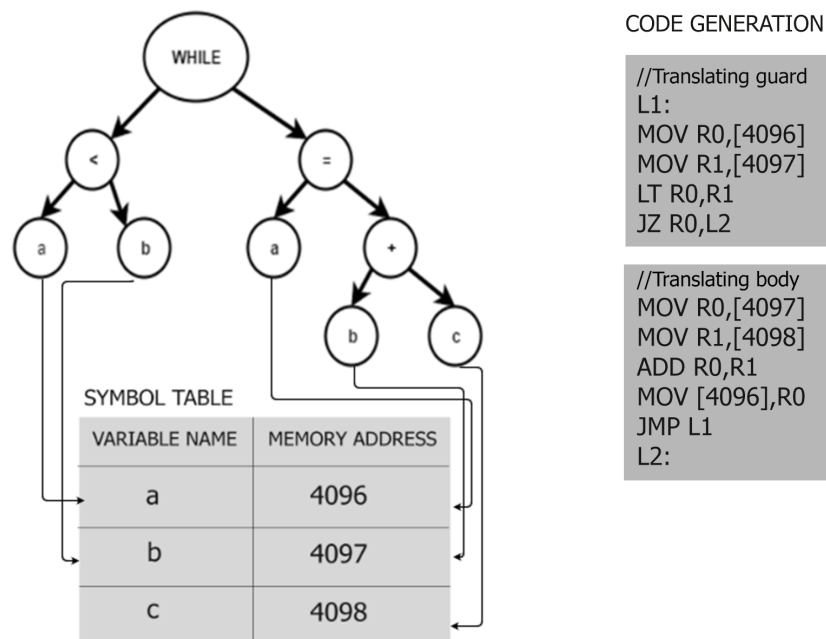 WHILE
<
=
a
b
a
+
b
c
SYMBOL TABLE
VARIABLE NAME MEMORY ADDRESS
a 4096
b 4097
c 4098
CODE GENERATION
//Translating guard
L1:
MOV R0,[4096]
MOV R1,[4097]
LT R0,R1
JZ R0,L2
//Translating body
MOV R0,[4097]
MOV R1,[4098]
ADD R0,R1
MOV [4096],R0
JMP L1
L2: